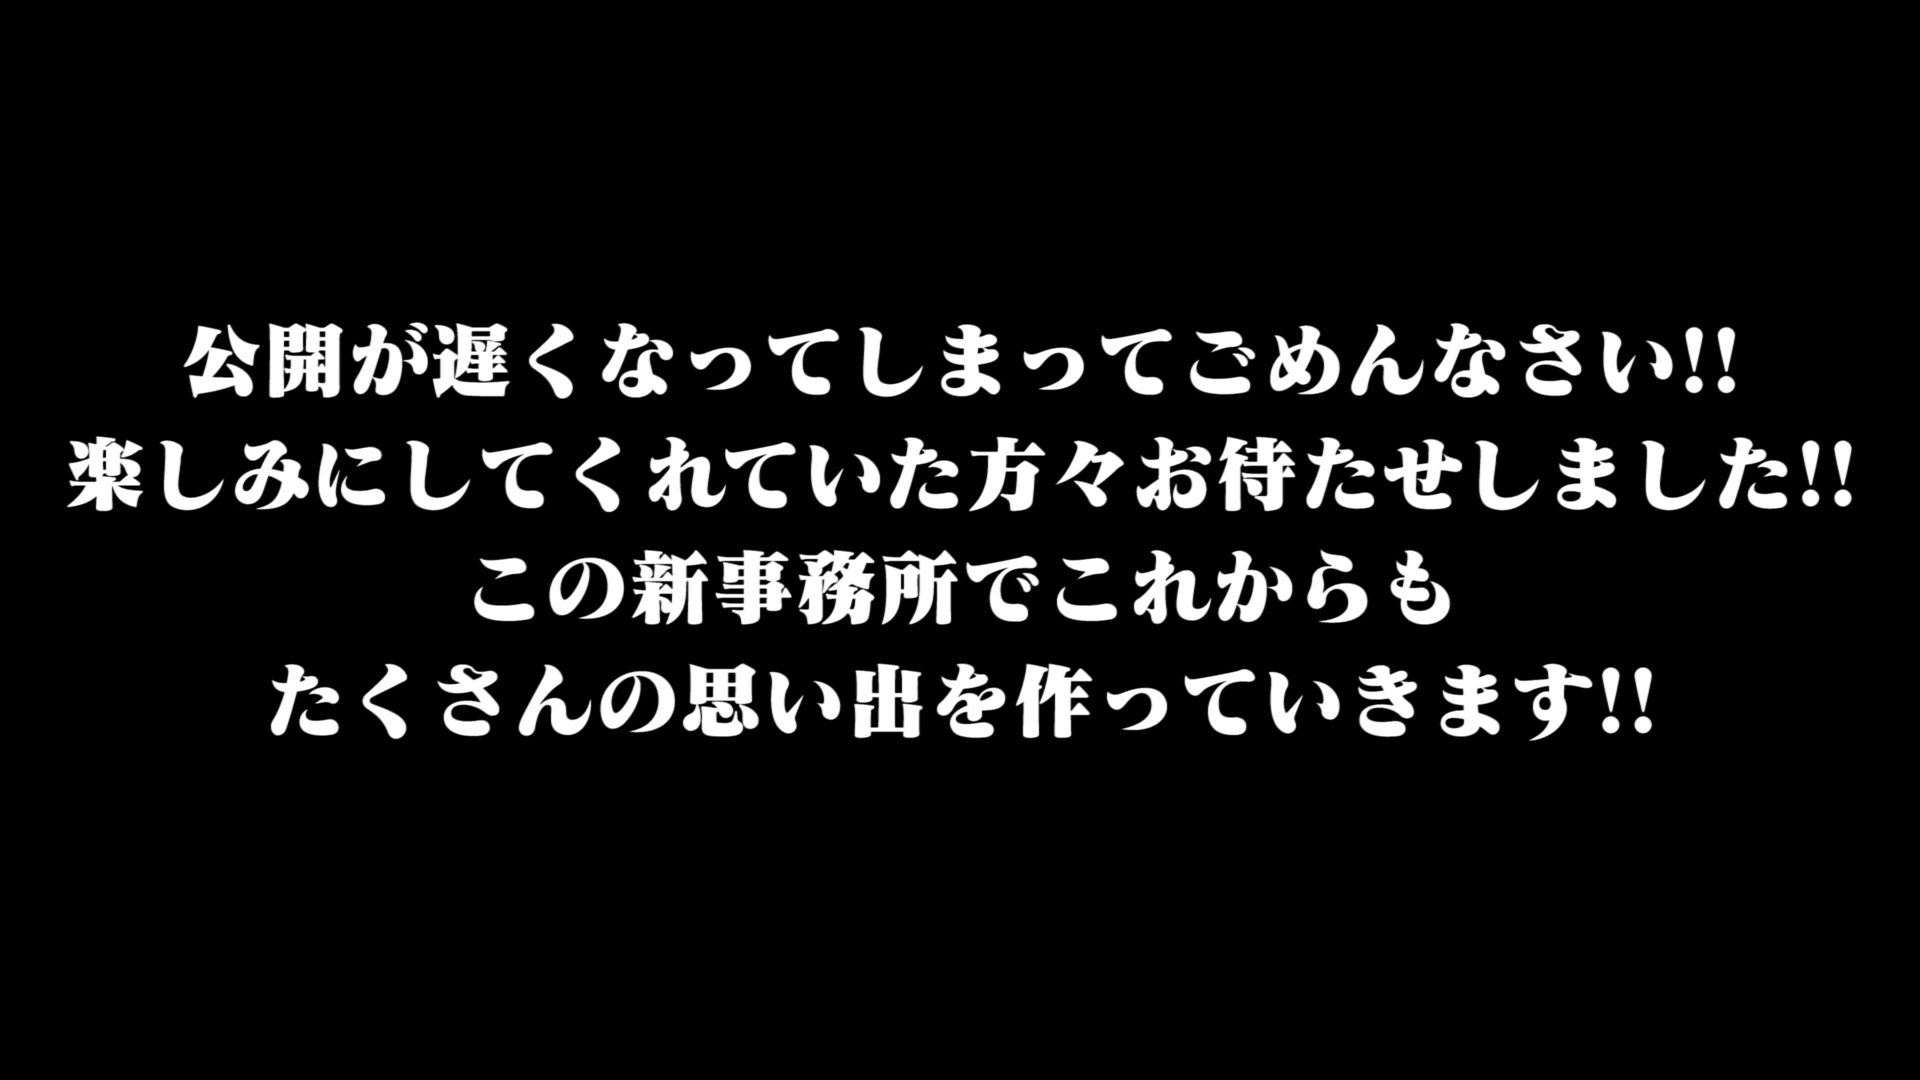 公開が遅くなってしまってごめんなさい!!
楽しみにしてくれていた方々お待たせしました!!
この新事務所でこれからも
たくさんの思い出を作っていきます!!